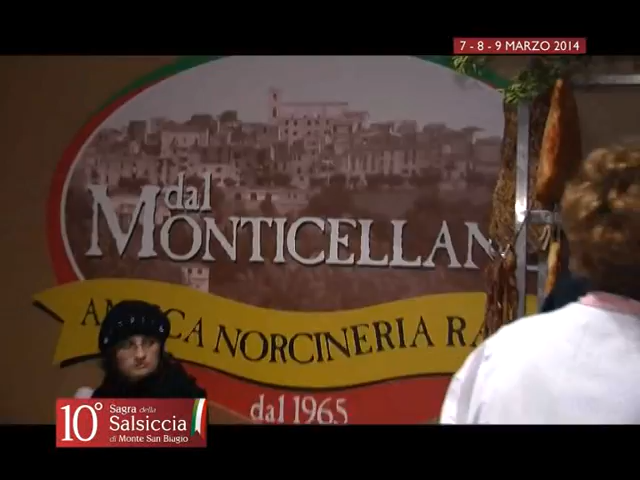 7 - 8 - 9 MARZO 2014
dal
MONTICELLAN
NORCINERIA
dal 1965
10° Sagra della
Salsiccia
di Monte San Biagio